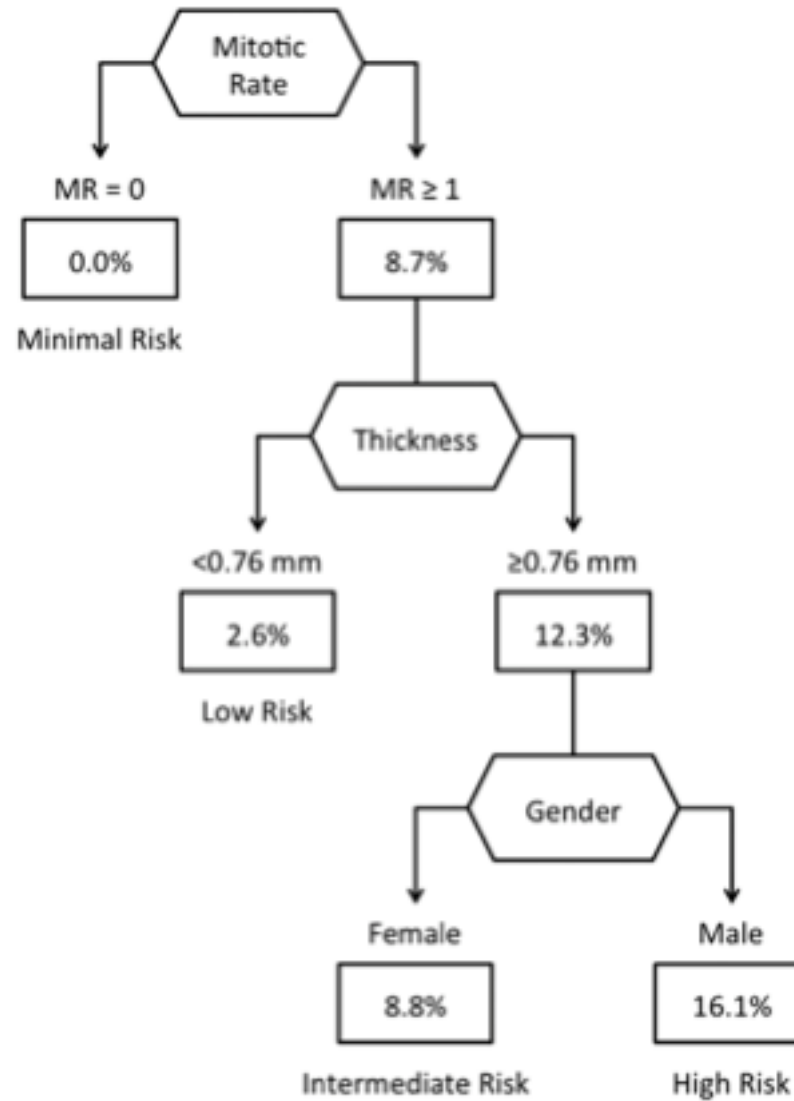 Mitotic
Rate
MR = 0
MR ≥ 1
0.0%
8.7%
Minimal Risk
Thickness
<0.76 mm
≥0.76 mm
2.6%
12.3%
Low Risk
Gender
Female
Male
8.8%
16.1%
Intermediate Risk
High Risk